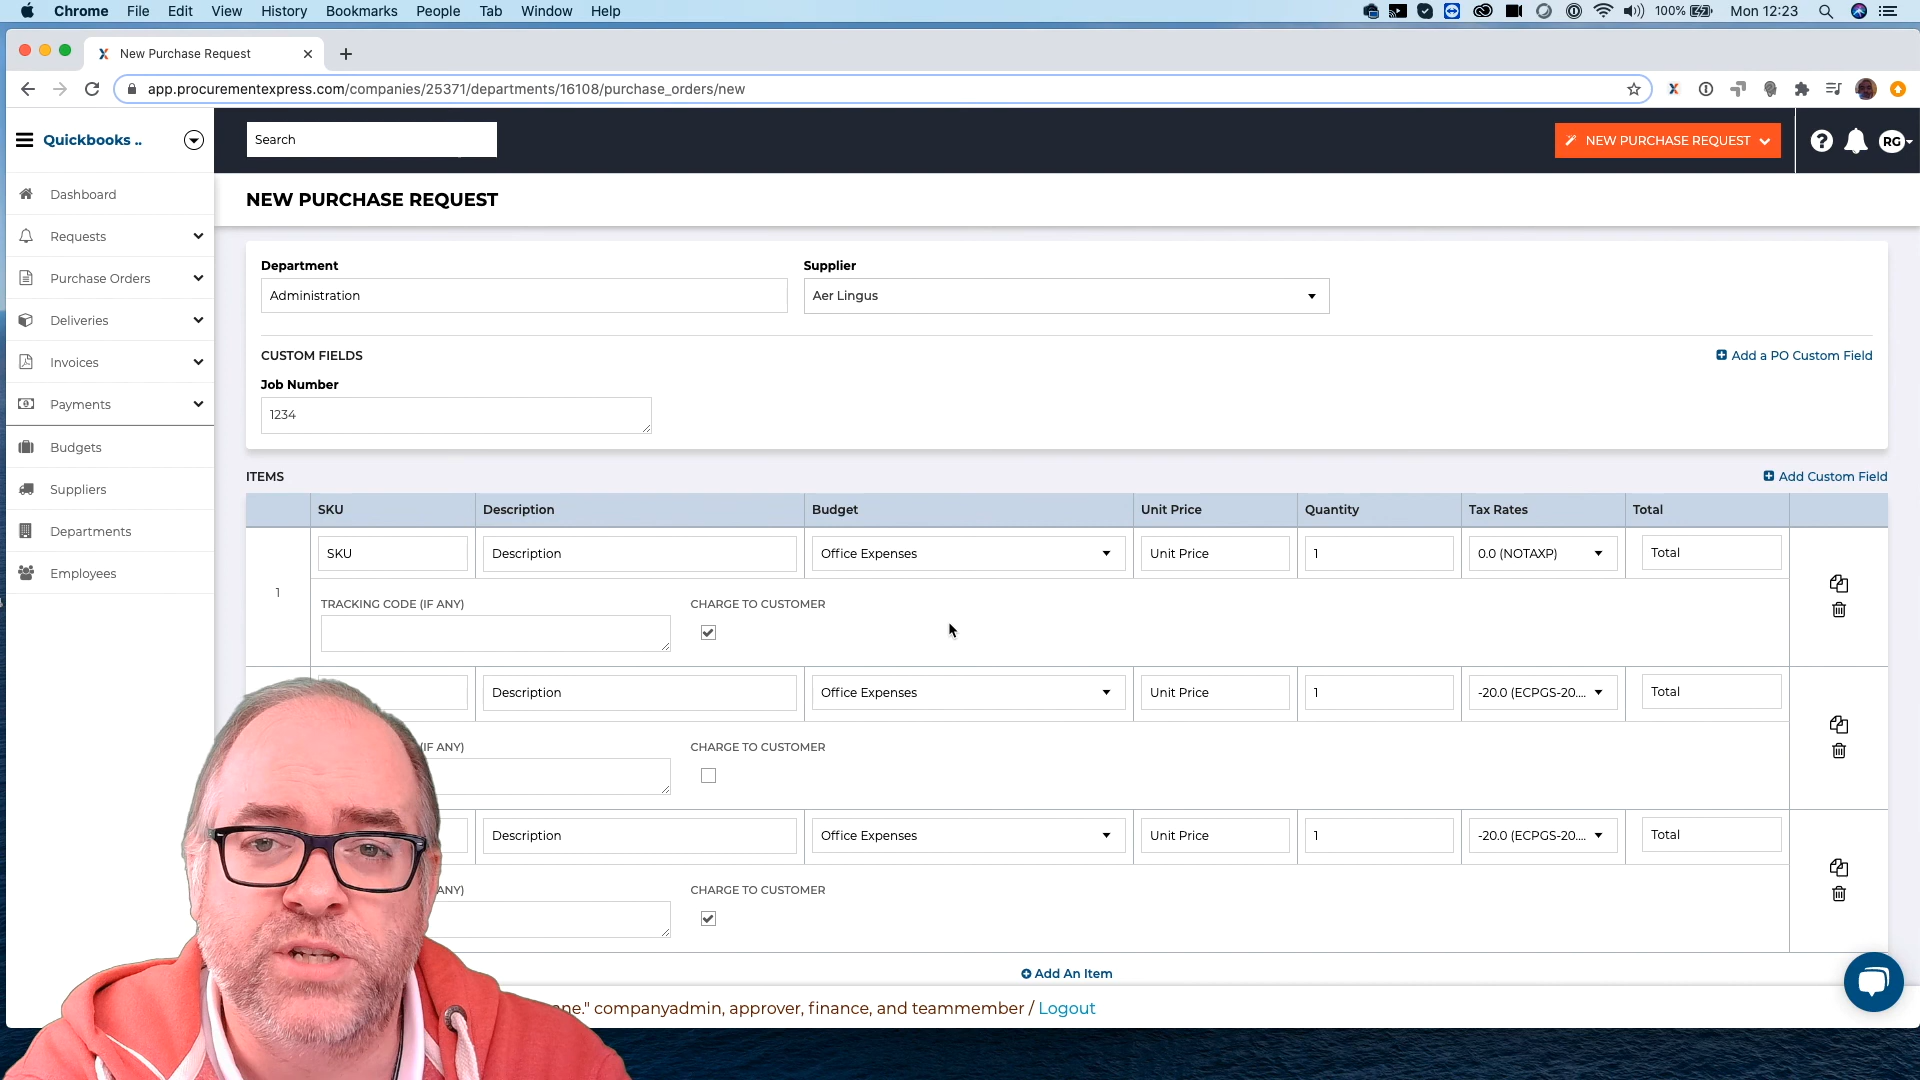 Chrome File Edit View History Bookmarks People Tab Window Help 100% Mon 12:23
New Purchase Request
app.procurementexpress.com/companies/25371/departments/16108/purchase_orders/new
Quickbooks ..
Search
NEW PURCHASE REQUEST
RG
Dashboard
Requests
Purchase Orders
Deliveries
Invoices
Payments
Budgets
Suppliers
Departments
Employees
NEW PURCHASE REQUEST
Department Supplier
Administration Aer Lingus
CUSTOM FIELDS Add a PO Custom Field
Job Number
1234
ITEMS Add Custom Field
SKU Description Budget Unit Price Quantity Tax Rates Total
1 SKU Description Office Expenses Unit Price 1 0.0 (NOTAXP) Total
TRACKING CODE (IF ANY) CHARGE TO CUSTOMER
Description Office Expenses Unit Price 1 -20.0 (ECPGS-20.... Total
(IF ANY) CHARGE TO CUSTOMER
Description Office Expenses Unit Price 1 -20.0 (ECPGS-20.... Total
ANY) CHARGE TO CUSTOMER
Add An Item
ne." companyadmin, approver, finance, and teammember / Logout